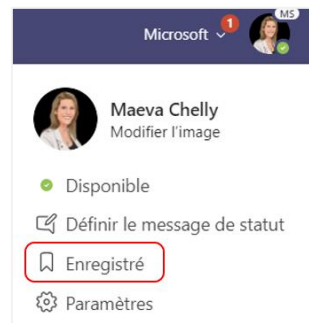 Microsoft
1
MS
Maeva Chelly
Modifier l'image
Disponible
Définir le message de statut
Enregistré
Paramètres